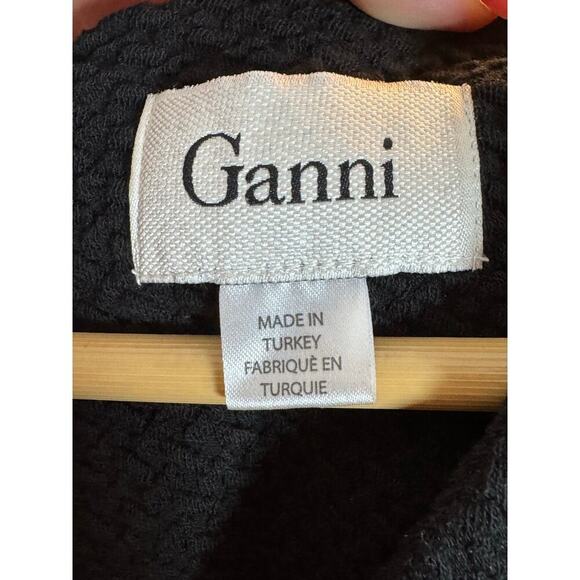 Ganni
MADE IN
TURKEY
FABRIQUÈ EN
TURQUIE